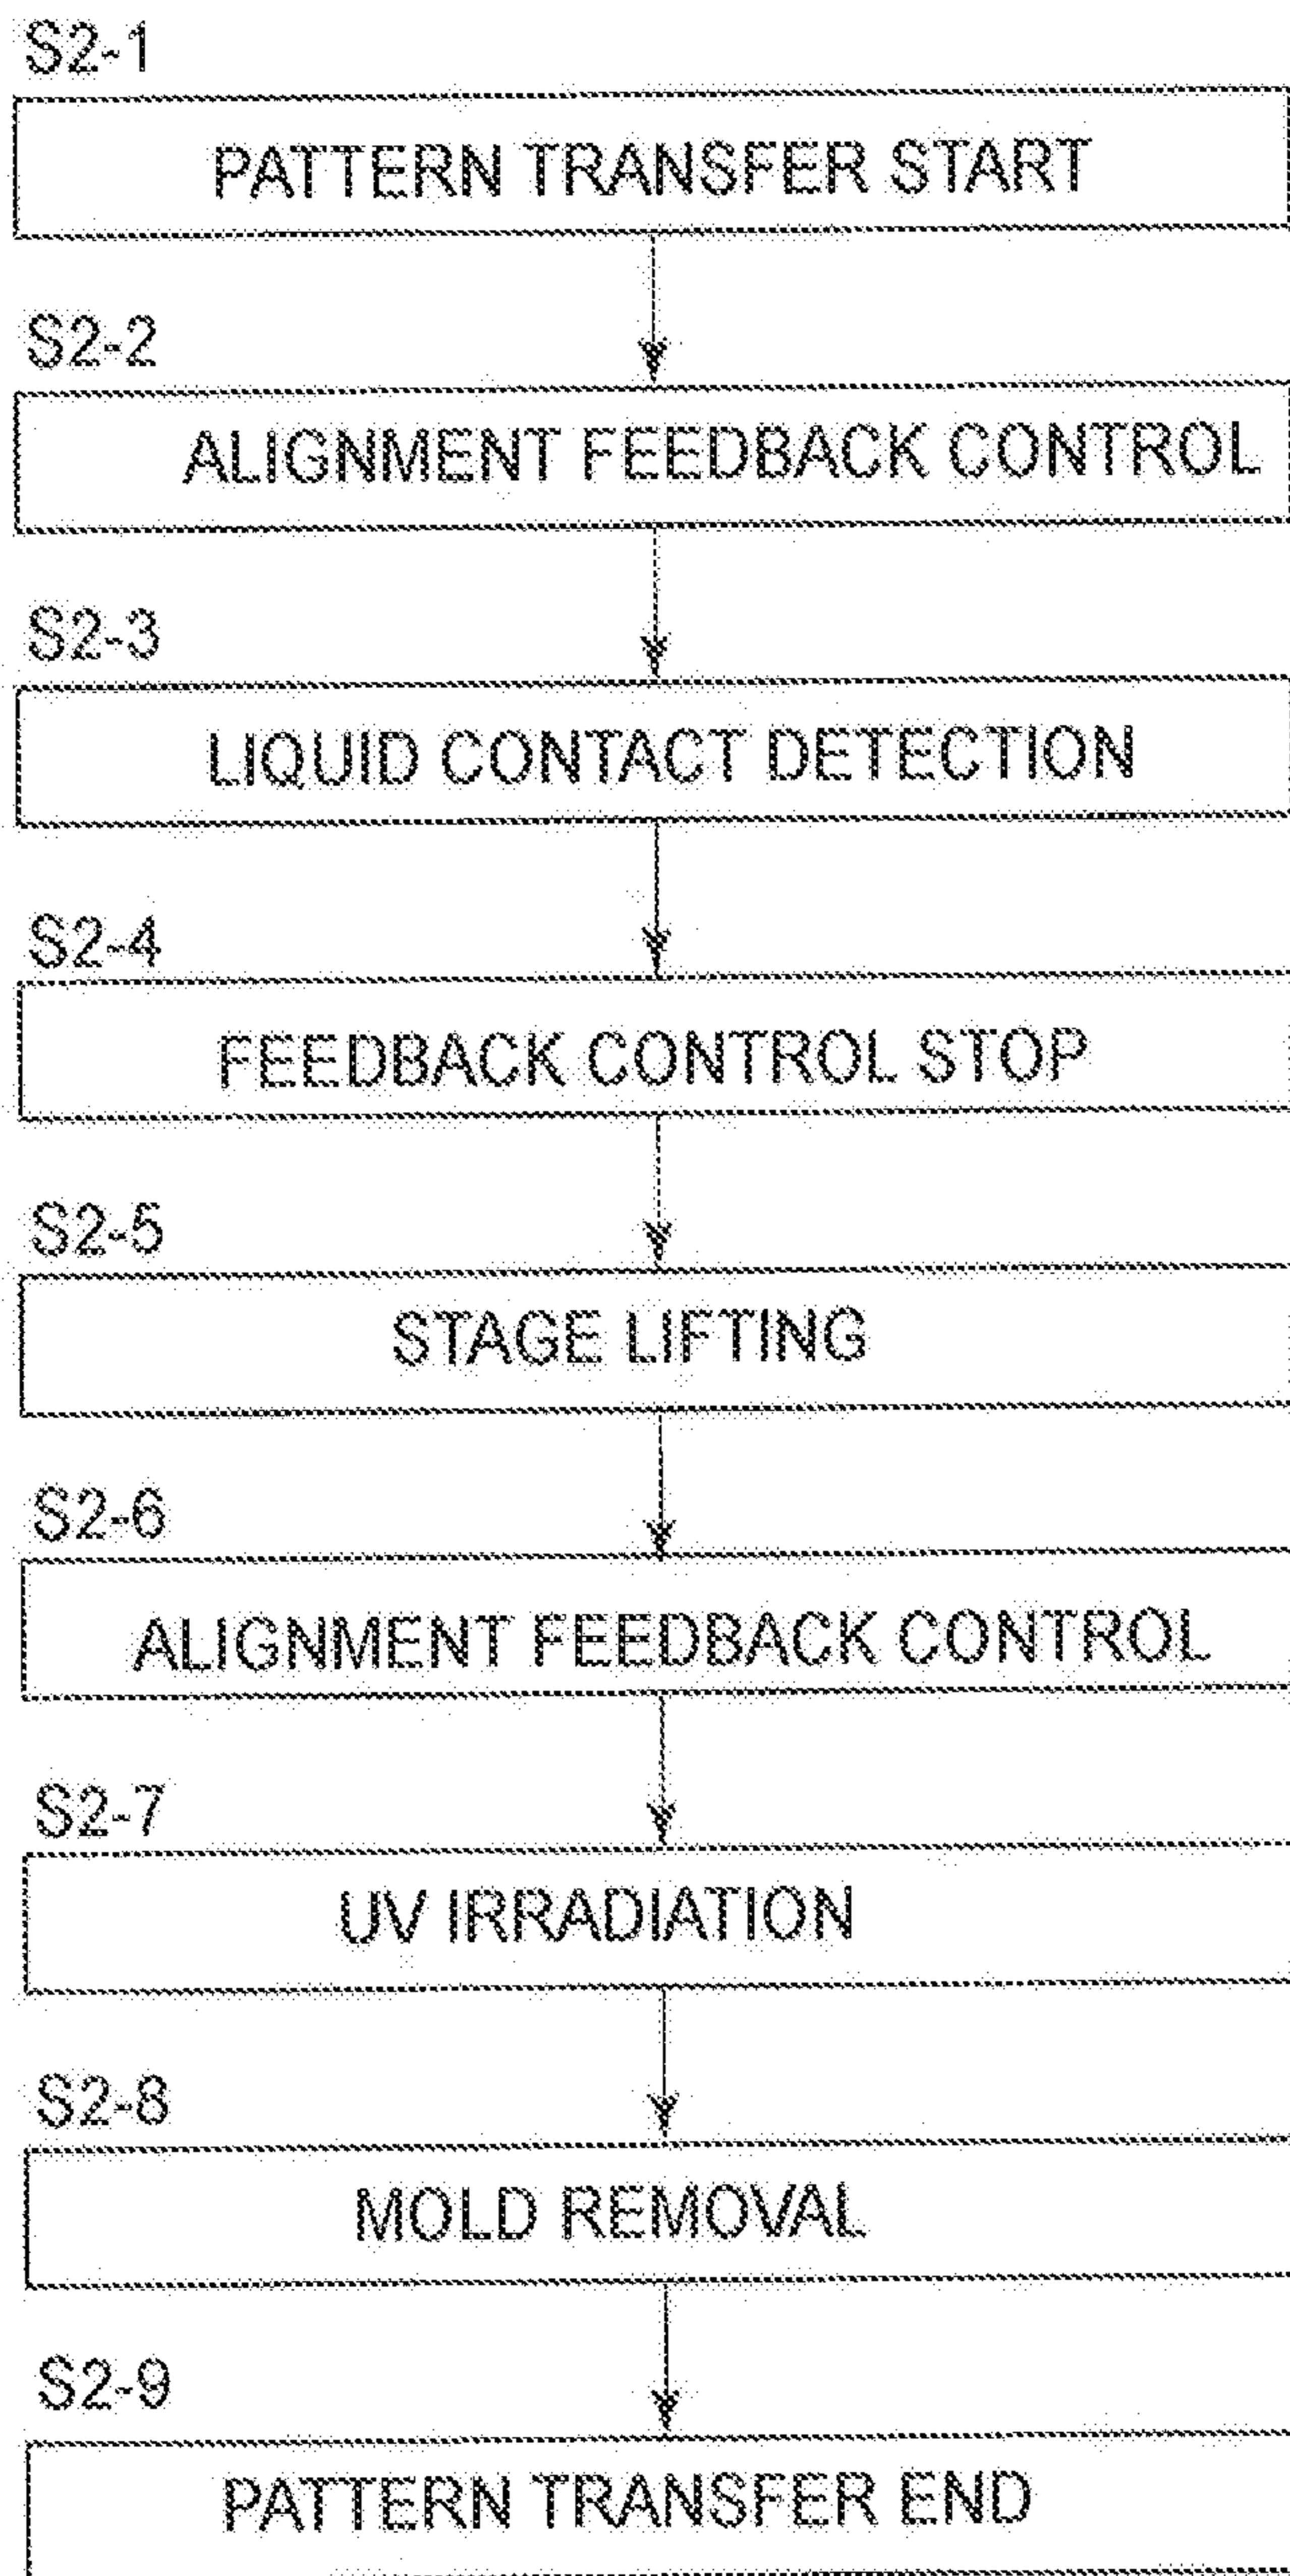 S2-1
PATTERN TRANSFER START
S2-2
ALIGNMENT FEEDBACK CONTROL
S2-3
LIQUID CONTACT DETECTION
S2-4
FEEDBACK CONTROL STOP
S2-5
STAGE LIFTING
S2-6
ALIGNMENT FEEDBACK CONTROL
S2-7
UV IRRADIATION
S2-8
MOLD REMOVAL
S2-9
PATTERN TRANSFER END